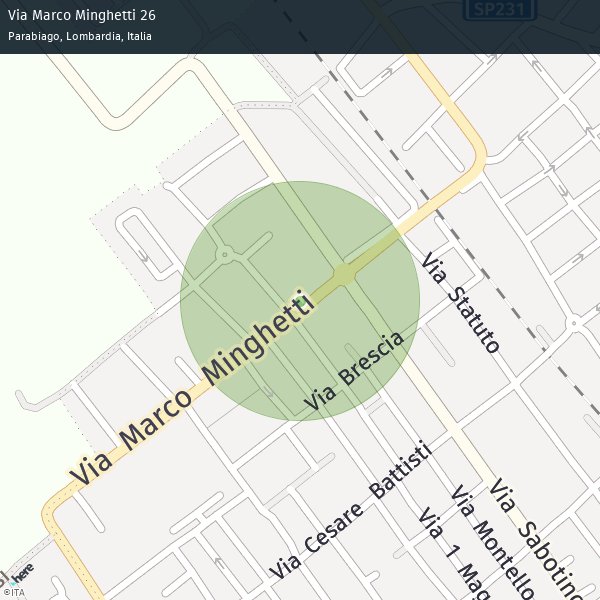 Via Marco Minghetti 26
Parabiago, Lombardia, Italia
SP231
Via Statuto
Via Marco Minghetti
Via Brescia
Via Cesare Battisti
Via Sabotino
Via Montello
Via 1 Mag
here
©ITA